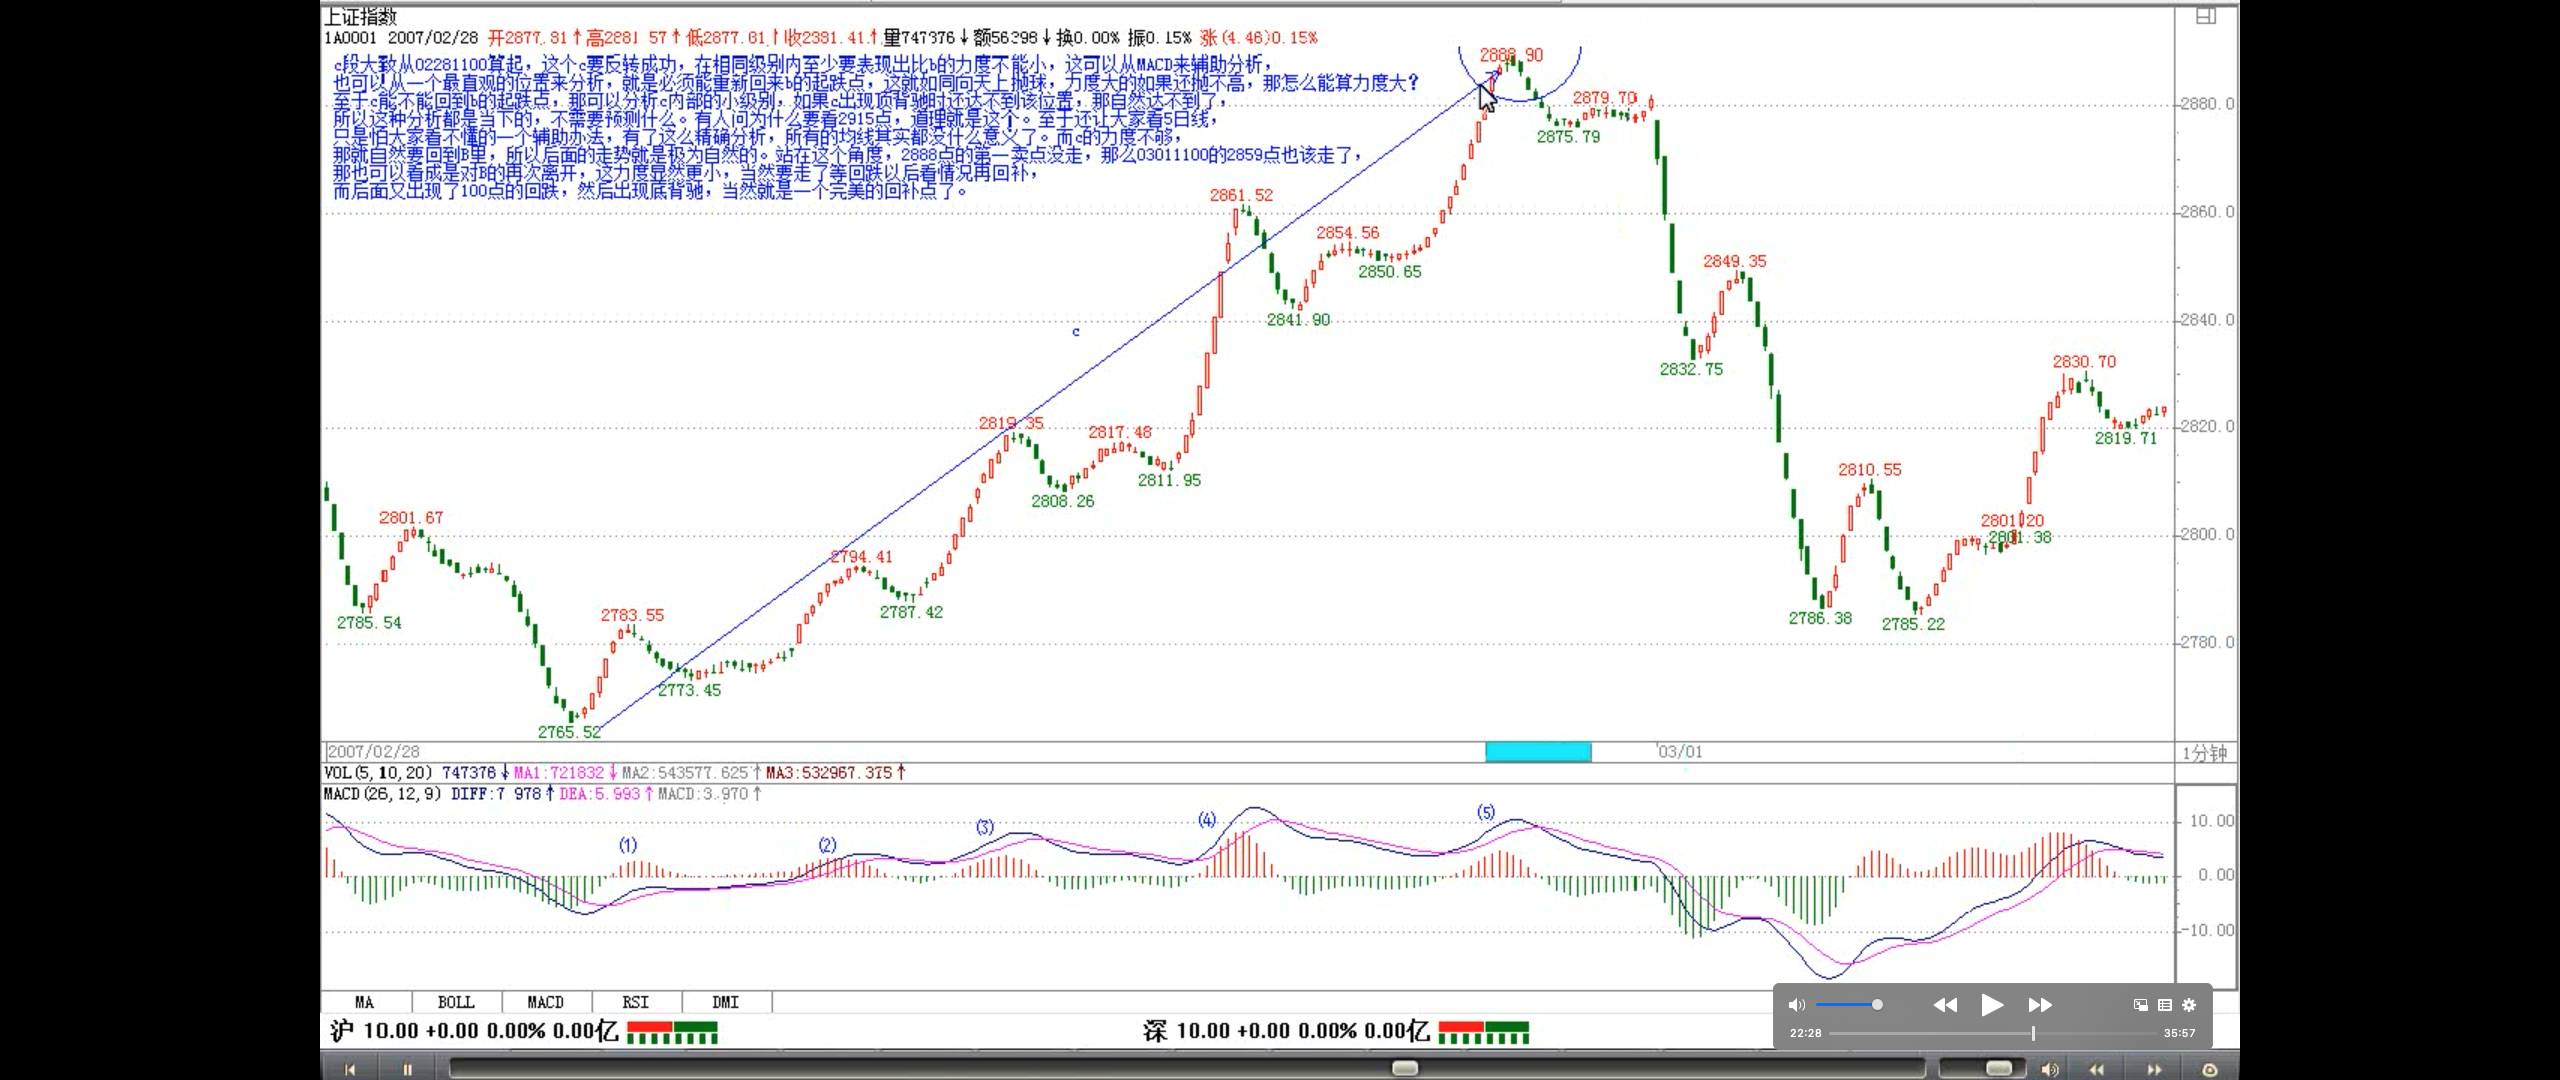 上证指数
1A0001 2007/02/28 开2877.81↑高2881 57↑低2877.81↑收2381.41↑量747376↓额56398↓换0.00% 振0.15% 涨(4.46)0.15%
c段大致从02281100算起，这个c要反转成功，在相同级别内至少要表现出比b的力度不能小，这可以从MACD来辅助分析，
也可以从一个最直观的位置来分析，就是必须能重新回来b的起跌点，这就如同向天上抛球，力度大的如果还抛不高，那怎么能算力度大？
至于c能不能回到b的起跌点，那可以分析c内部的小级别，如果c出现顶背驰时还达不到该位置，那自然达不到了，
所以这种分析都是当下的，不需要预测什么。有人问为什么要看2915点，道理就是这个。至于还让大家看5日线，
只是怕大家看不懂的一个辅助办法，有了这么精确分析，所有的均线其实都没什么意义了。而c的力度不够，
那就自然要回到B里，所以后面的走势就是极为自然的。站在这个角度，2888点的第一卖点没走，那么03011100的2859点也该走了，
那也可以看成是对B的再次离开，这力度显然更小，当然要走了等回跌以后看情况再回补，
而后面又出现了100点的回跌，然后出现底背驰，当然就是一个完美的回补点了。
2888.90
2879.70
2880.0
2875.79
2861.52
2860.0
2854.56
2849.35
2850.65
2841.90
2840.0
c
2832.75
2830.70
2819.35
2817.48
2820.0
2819.71
2811.95
2810.55
2808.26
2801.67
2801.20
2801.38
2800.0
2794.41
2787.42
2785.54
2783.55
2786.38
2785.22
2780.0
2773.45
2765.52
2007/02/28
03/01
1分钟
VOL(5,10,20) 747376↓MA1:721832↓MA2:543577.625↑MA3:532967.375↑
MACD(26,12,9) DIFF:7 978↑DEA:5.993↑MACD:3.970↑
(1)
(2)
(3)
(4)
(5)
10.00
0.00
-10.00
MA BOLL MACD RSI DMI
沪 10.00 +0.00 0.00% 0.00亿
深 10.00 +0.00 0.00% 0.00亿
22:28
35:57